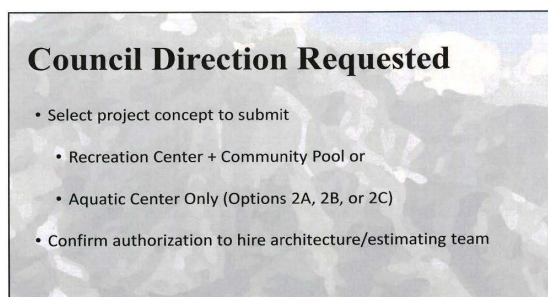 Council Direction Requested
• Select project concept to submit
• Recreation Center + Community Pool or
• Aquatic Center Only (Options 2A, 2B, or 2C)
• Confirm authorization to hire architecture/estimating team